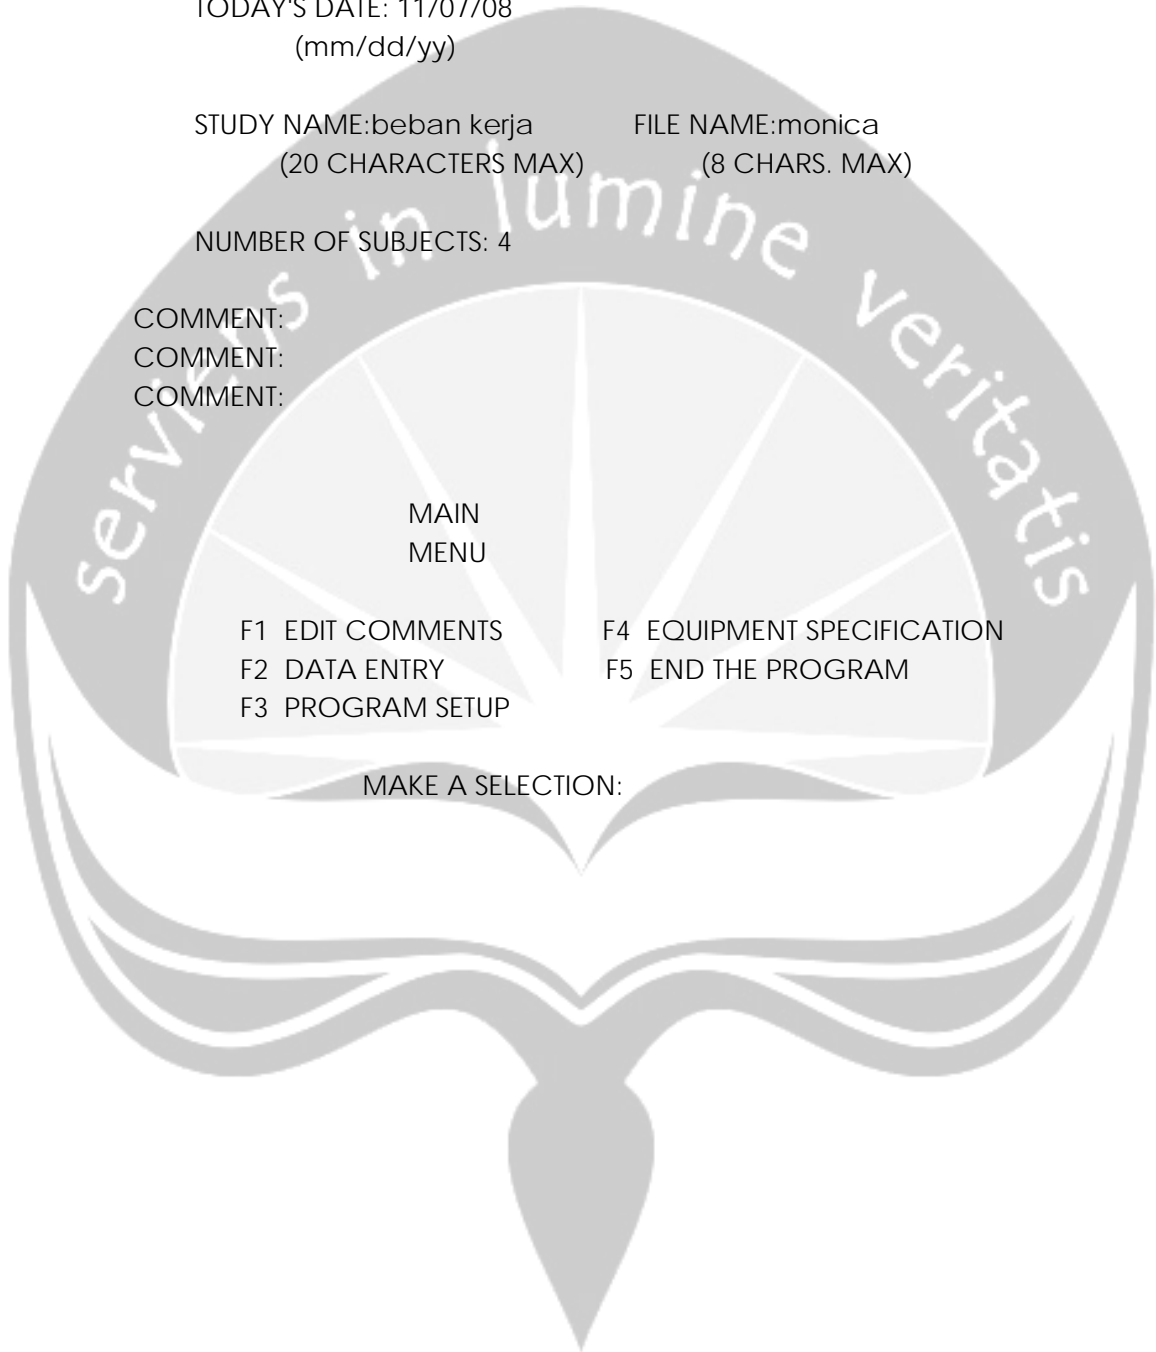 TODAY'S DATE: 11/07/08
(mm/dd/yy)
STUDY NAME:beban kerja FILE NAME:monica
(20 CHARACTERS MAX) (8 CHARS. MAX)
NUMBER OF SUBJECTS: 4
COMMENT:
COMMENT:
COMMENT:
MAIN
MENU
F1 EDIT COMMENTS F4 EQUIPMENT SPECIFICATION
F2 DATA ENTRY F5 END THE PROGRAM
F3 PROGRAM SETUP
MAKE A SELECTION:
serviens in lumine veritatis